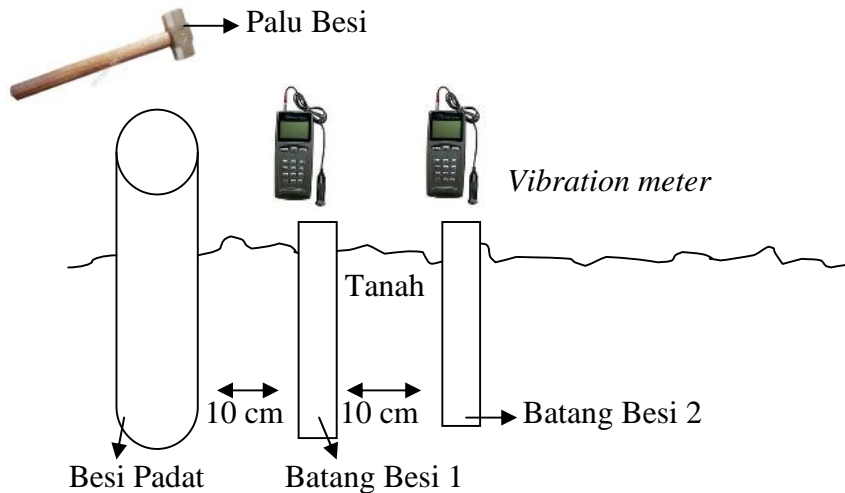 Palu Besi
Vibration meter
Tanah
10 cm
10 cm
Batang Besi 2
Besi Padat
Batang Besi 1